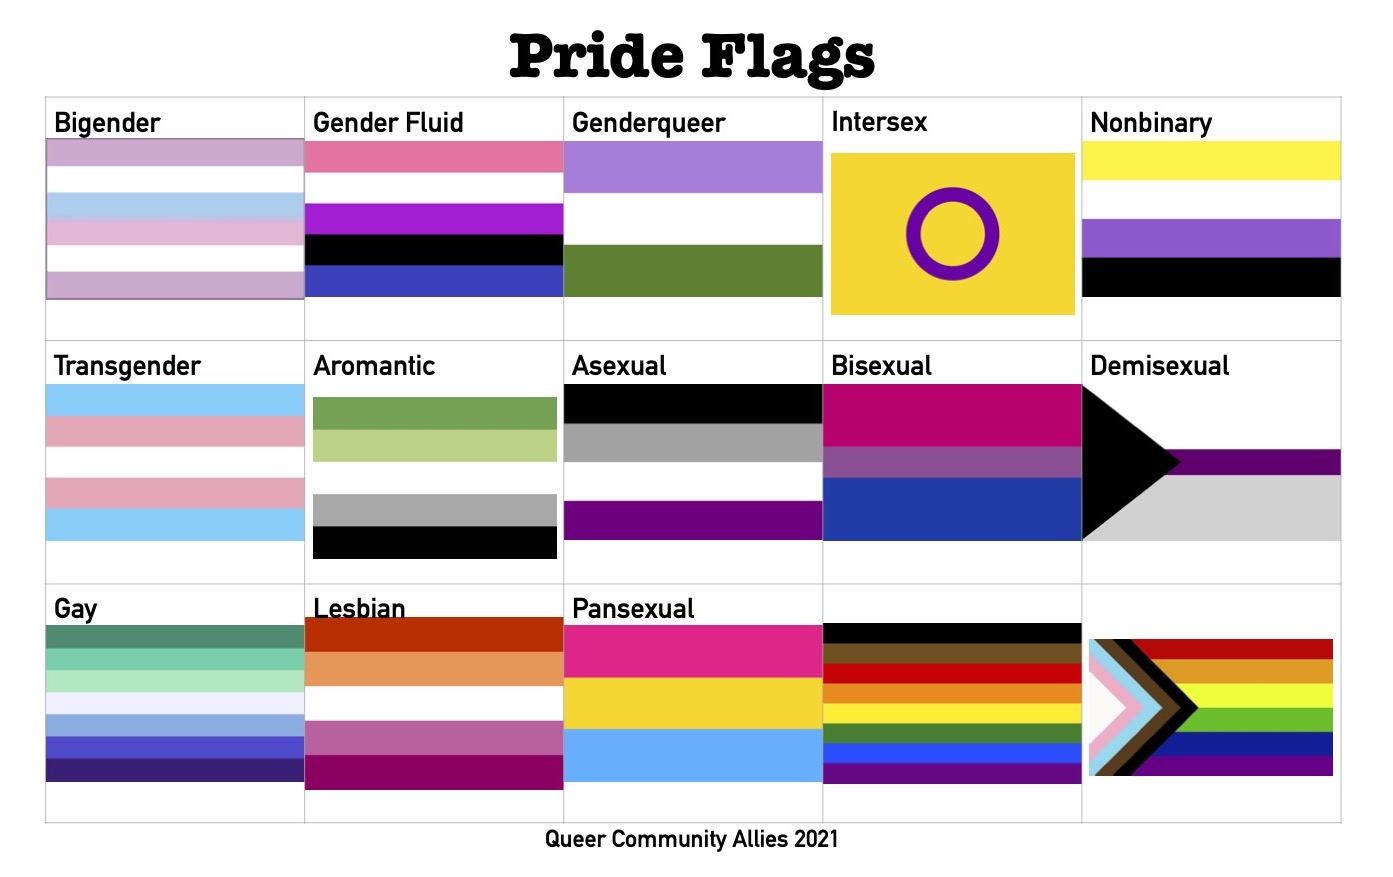 Pride Flags
Bigender
Gender Fluid
Genderqueer
Intersex
Nonbinary
Transgender
Aromantic
Asexual
Bisexual
Demisexual
Gay
Lesbian
Pansexual
Queer Community Allies 2021